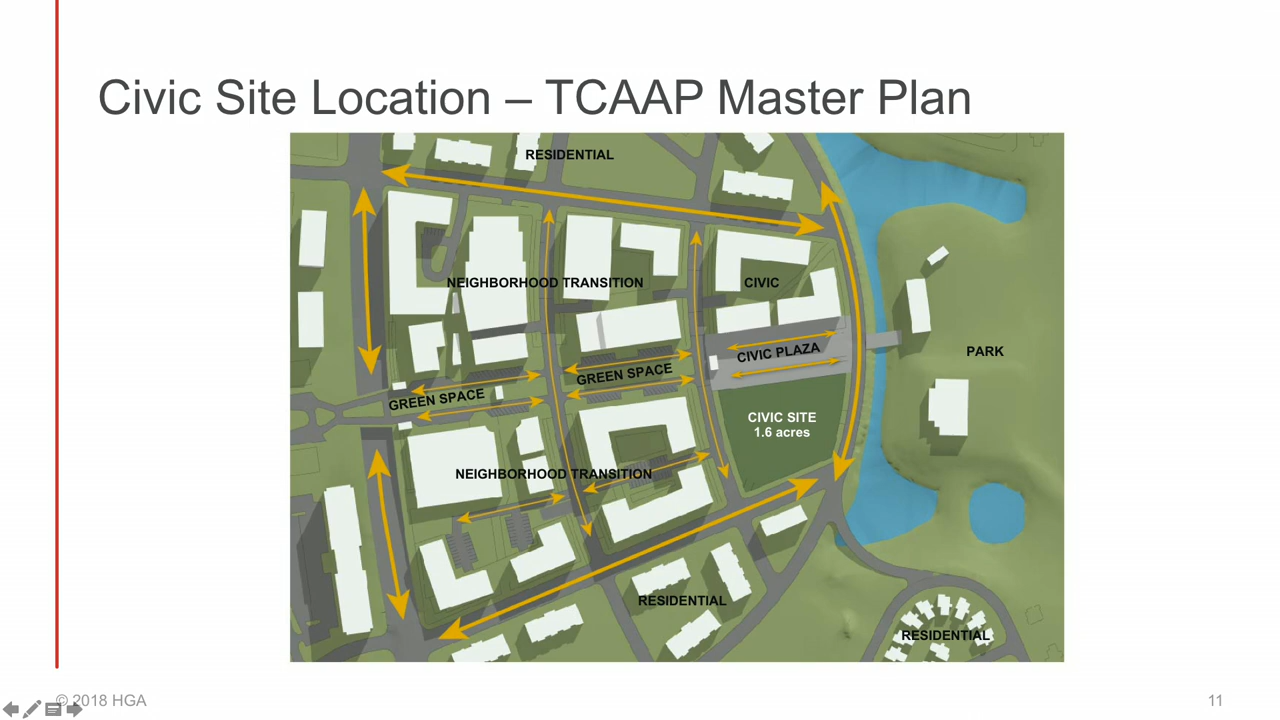 Civic Site Location – TCAAP Master Plan
RESIDENTIAL
NEIGHBORHOOD TRANSITION
CIVIC
CIVIC PLAZA
PARK
GREEN SPACE
GREEN SPACE
CIVIC SITE
1.6 acres
NEIGHBORHOOD TRANSITION
RESIDENTIAL
RESIDENTIAL
© 2018 HGA
11